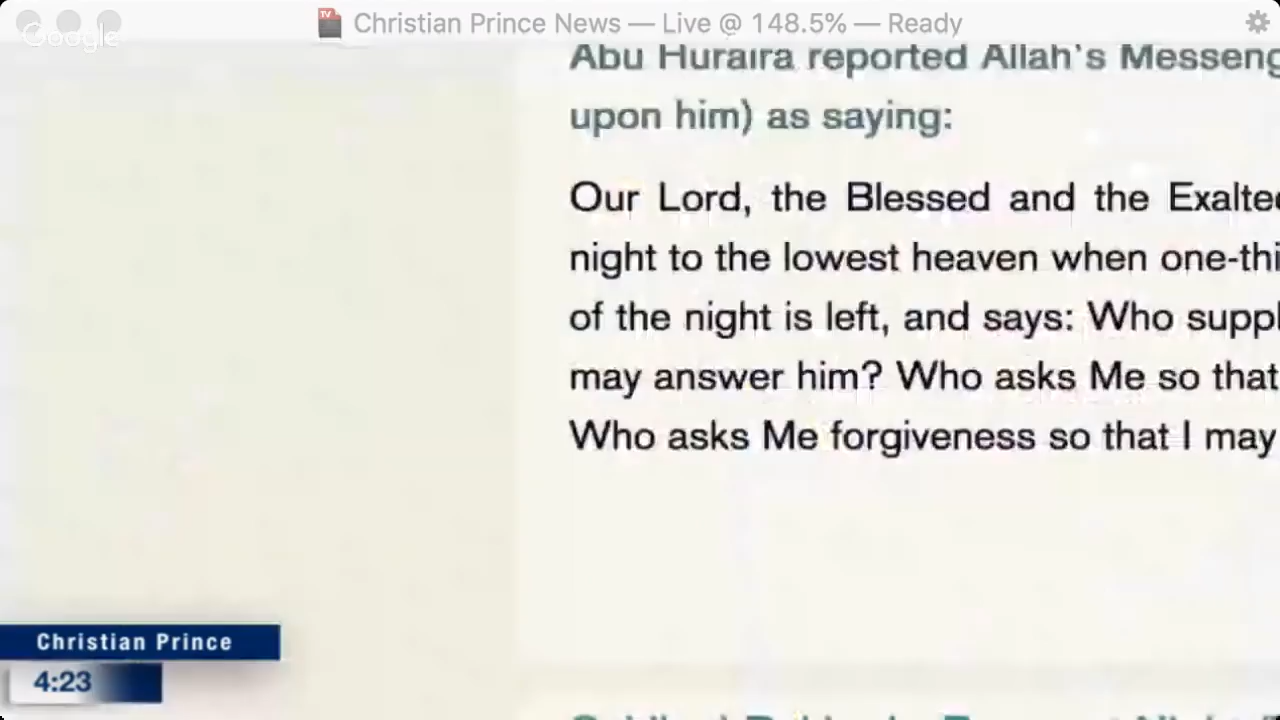 Google
Christian Prince News — Live @ 148.5% — Ready
Abu Huraira reported Allah's Messeng
upon him) as saying:
Our Lord, the Blessed and the Exalte
night to the lowest heaven when one-thi
of the night is left, and says: Who suppl
may answer him? Who asks Me so that
Who asks Me forgiveness so that I may
Christian Prince
4:23